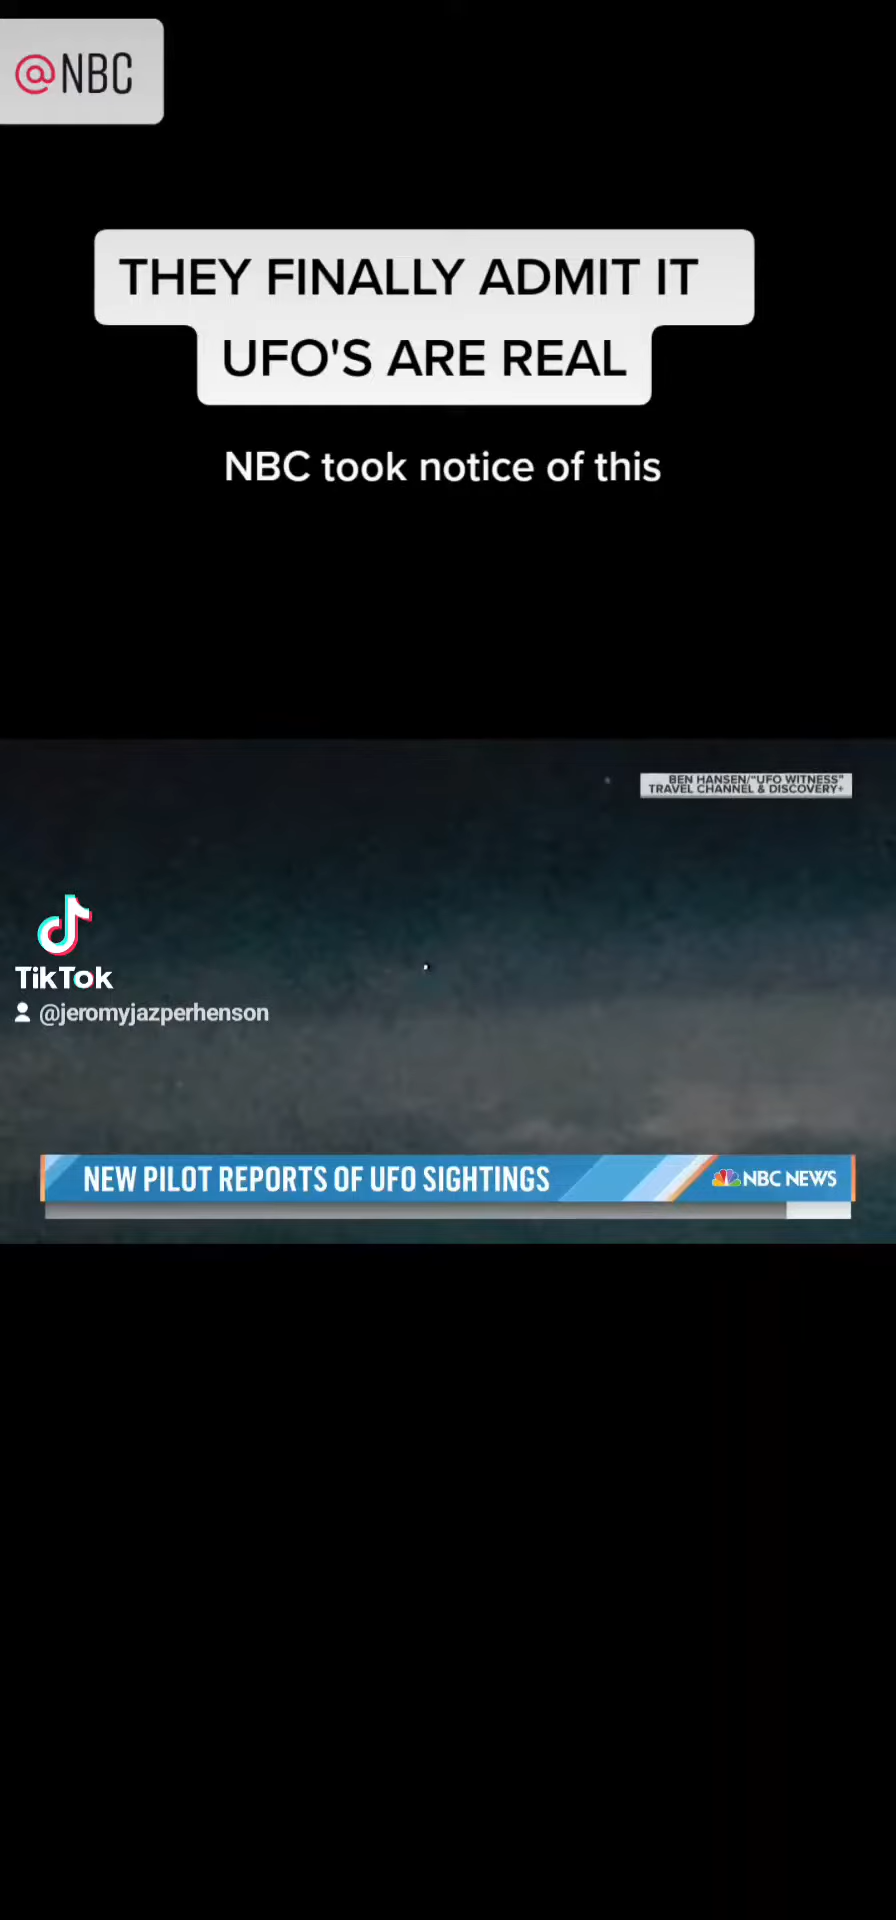 @NBC
THEY FINALLY ADMIT IT
UFO'S ARE REAL
NBC took notice of this
BEN HANSEN/"UFO WITNESS"
TRAVEL CHANNEL & DISCOVERY+
TikTok
@jeromyjazperhenson
NEW PILOT REPORTS OF UFO SIGHTINGS
NBC NEWS